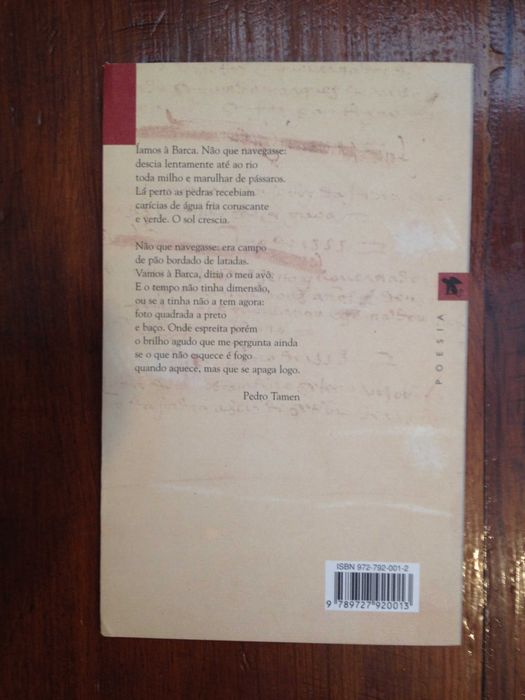 Íamos à Barca. Não que navegasse:
descia lentamente até ao rio
toda milho e marulhar de pássaros.
Lá perto as pedras recebiam
carícias de água fria coruscante
e verde. O sol crescia.
Não que navegasse: era campo
de pão bordado de latadas.
Vamos à Barca, dizia o meu avô.
E o tempo não tinha dimensão,
ou se a tinha não a tem agora:
foto quadrada a preto
e baço. Onde espreita porém
o brilho agudo que me pergunta ainda
se o que não esquece é fogo
quando aquece, mas que se apaga logo.
Pedro Tamen
POESIA
ISBN 972-792-001-2
9 789727 920013